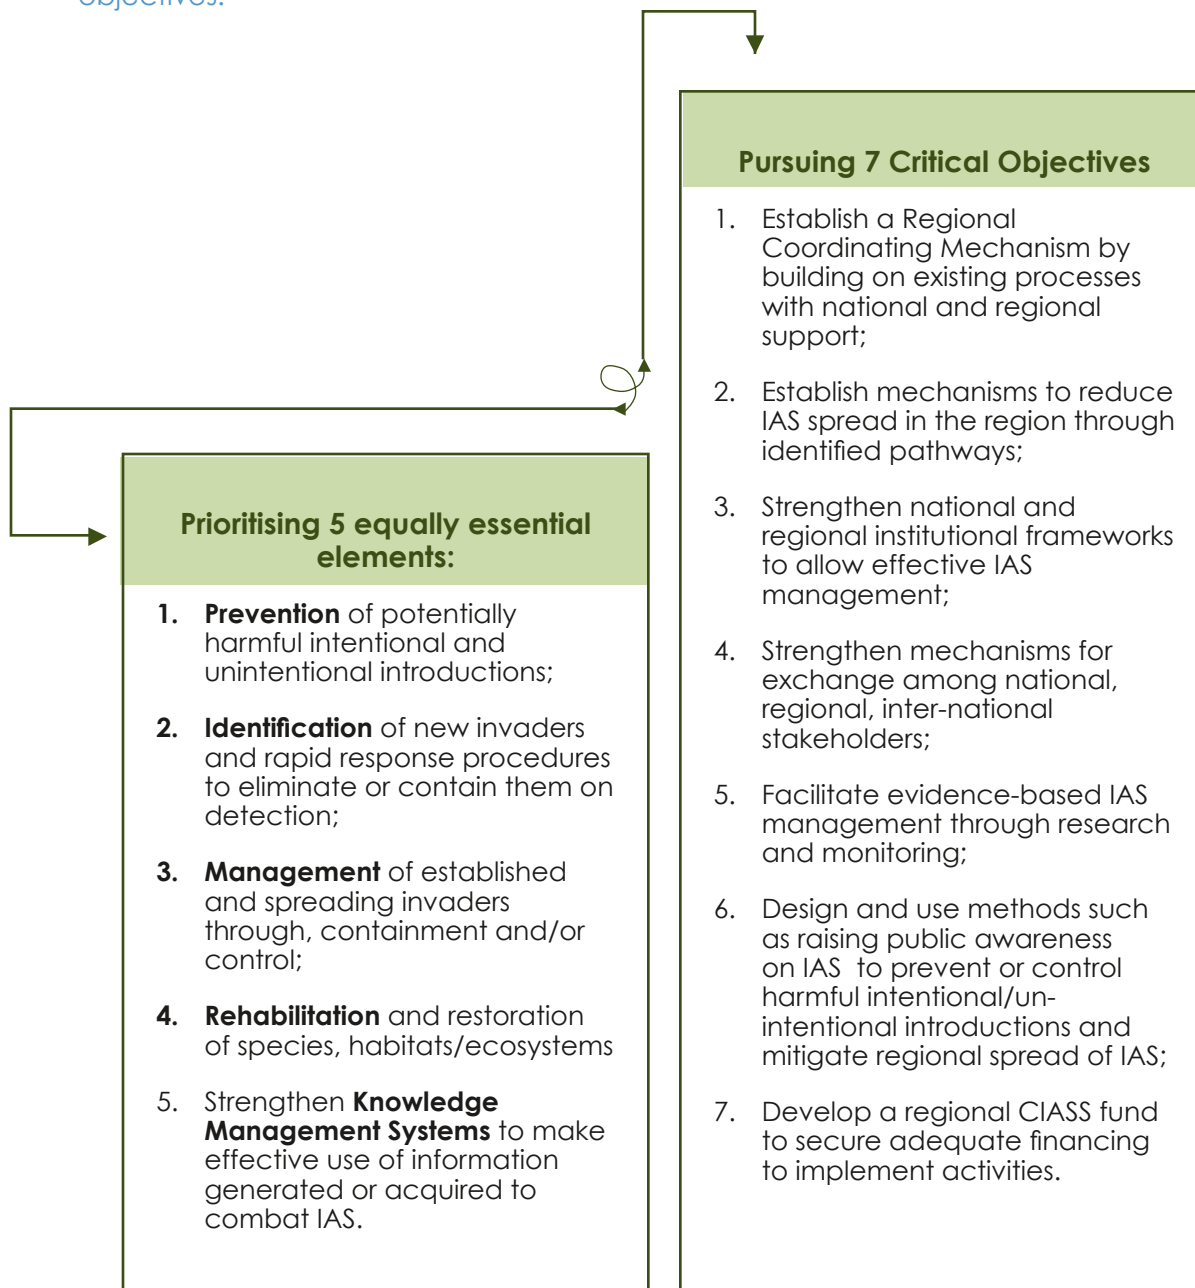 objectives.
Prioritising 5 equally essential
elements:
1. Prevention of potentially
harmful intentional and
unintentional introductions;
2. Identification of new invaders
and rapid response procedures
to eliminate or contain them on
detection;
3. Management of established
and spreading invaders
through, containment and/or
control;
4. Rehabilitation and restoration
of species, habitats/ecosystems
5. Strengthen Knowledge
Management Systems to make
effective use of information
generated or acquired to
combat IAS.
Pursuing 7 Critical Objectives
1. Establish a Regional
Coordinating Mechanism by
building on existing processes
with national and regional
support;
2. Establish mechanisms to reduce
IAS spread in the region through
identified pathways;
3. Strengthen national and
regional institutional frameworks
to allow effective IAS
management;
4. Strengthen mechanisms for
exchange among national,
regional, inter-national
stakeholders;
5. Facilitate evidence-based IAS
management through research
and monitoring;
6. Design and use methods such
as raising public awareness
on IAS to prevent or control
harmful intentional/un-
intentional introductions and
mitigate regional spread of IAS;
7. Develop a regional CIASS fund
to secure adequate financing
to implement activities.